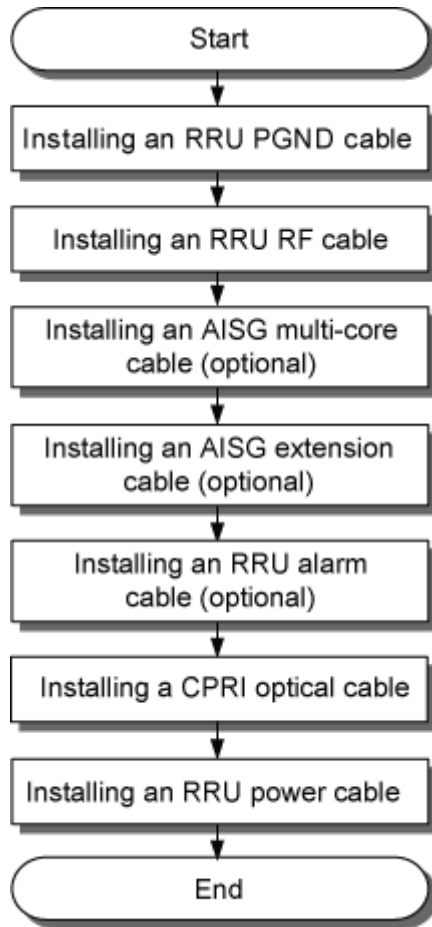 Start
Installing an RRU PGND cable
Installing an RRU RF cable
Installing an AISG multi-core
cable (optional)
Installing an AISG extension
cable (optional)
Installing an RRU alarm
cable (optional)
Installing a CPRI optical cable
Installing an RRU power cable
End